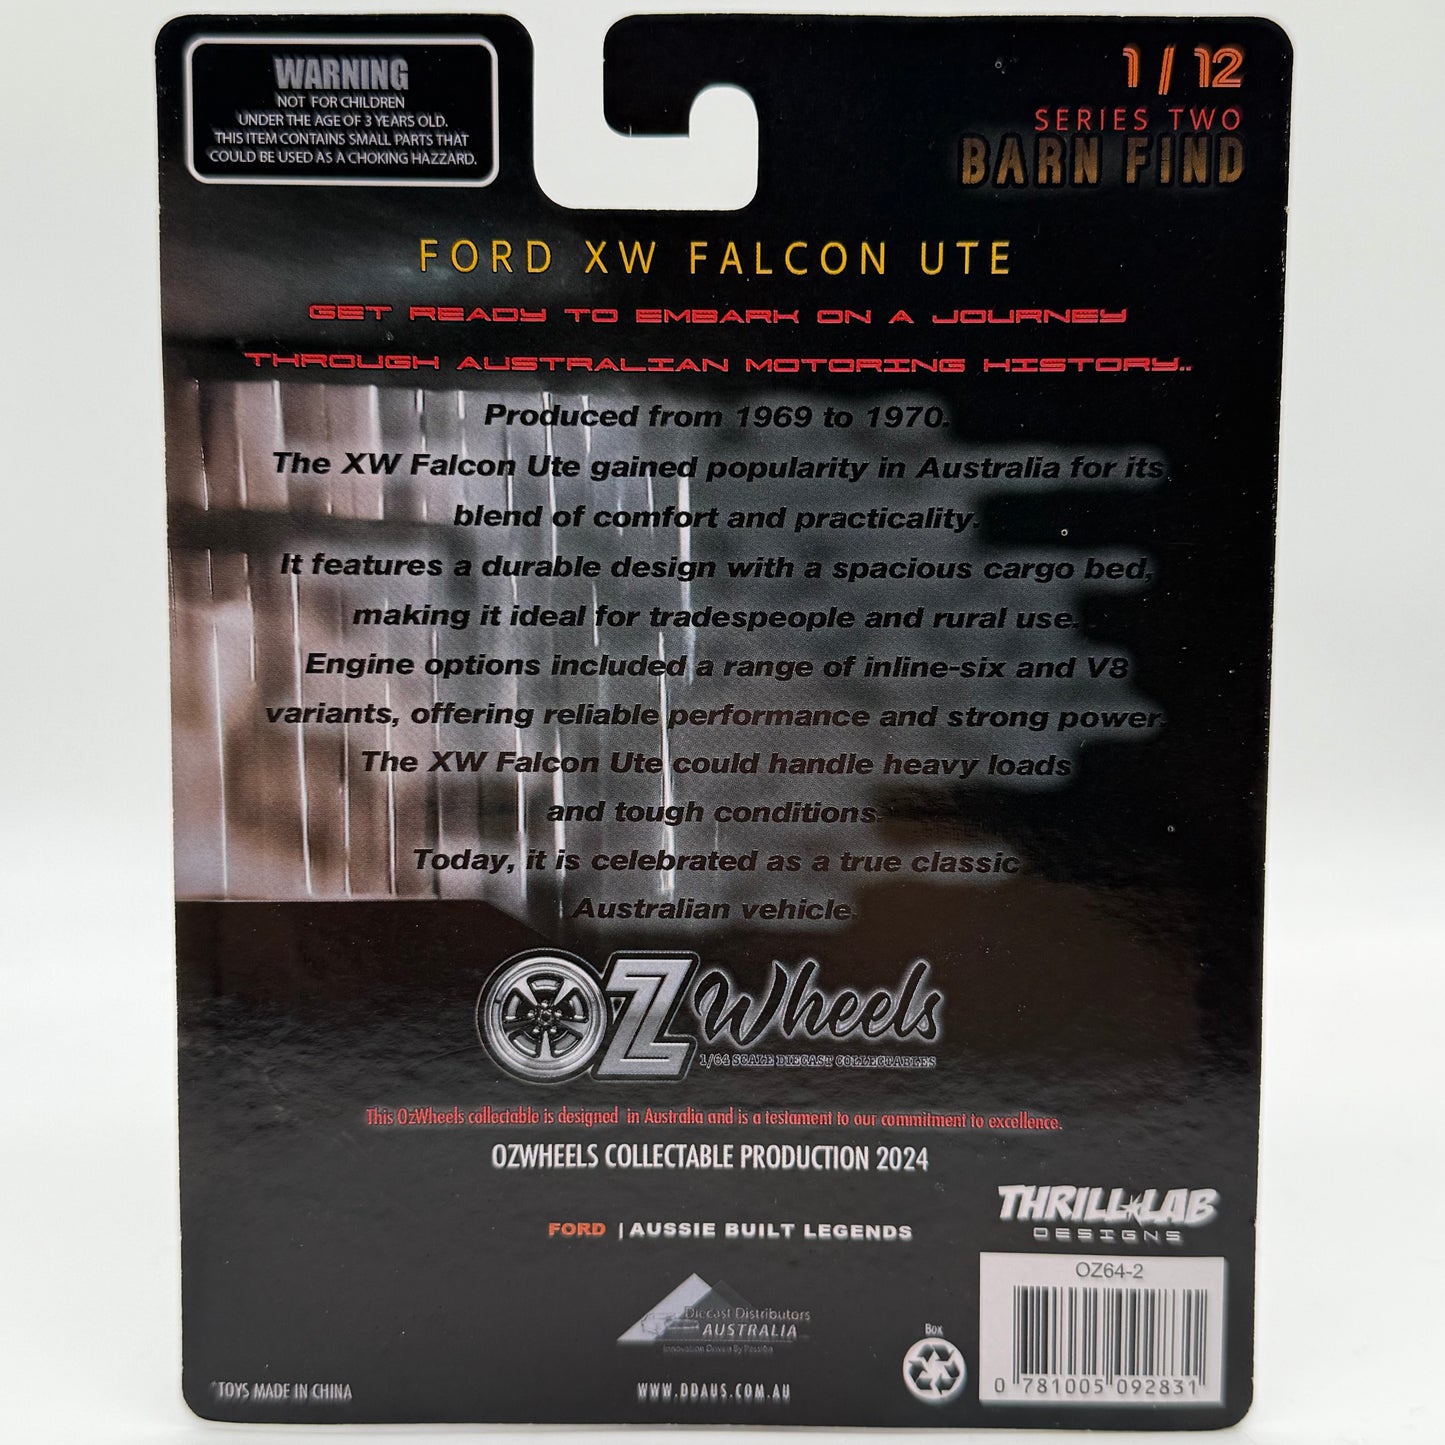 WARNING
NOT FOR CHILDREN
UNDER THE AGE OF 3 YEARS OLD.
THIS ITEM CONTAINS SMALL PARTS THAT
COULD BE USED AS A CHOKING HAZZARD.
1 / 12
SERIES TWO
BARN FIND
FORD XW FALCON UTE
GET READY TO EMBARK ON A JOURNEY
THROUGH AUSTRALIAN MOTORING HISTORY..
Produced from 1969 to 1970.
The XW Falcon Ute gained popularity in Australia for its
blend of comfort and practicality.
It features a durable design with a spacious cargo bed,
making it ideal for tradespeople and rural use.
Engine options included a range of inline-six and V8
variants, offering reliable performance and strong power.
The XW Falcon Ute could handle heavy loads
and tough conditions.
Today, it is celebrated as a true classic
Australian vehicle.
OZ Wheels
1/64 SCALE DIECAST COLLECTABLES
This OzWheels collectable is designed in Australia and is a testament to our commitment to excellence.
OZWHEELS COLLECTABLE PRODUCTION 2024
THRILL LAB
DESIGNS
FORD | AUSSIE BUILT LEGENDS
OZ64-2
Diecast Distributors
AUSTRALIA
Innovation Driven By Passion
Box
0 781005 092831
*TOYS MADE IN CHINA
WWW.DDAUS.COM.AU